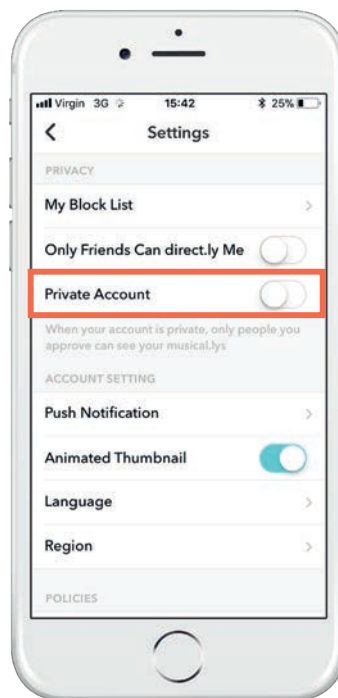 Virgin 3G 15:42 25%
Settings
PRIVACY
My Block List
Only Friends Can direct.ly Me
Private Account
When your account is private, only people you
approve can see your musical.lys
ACCOUNT SETTING
Push Notification
Animated Thumbnail
Language
Region
POLICIES